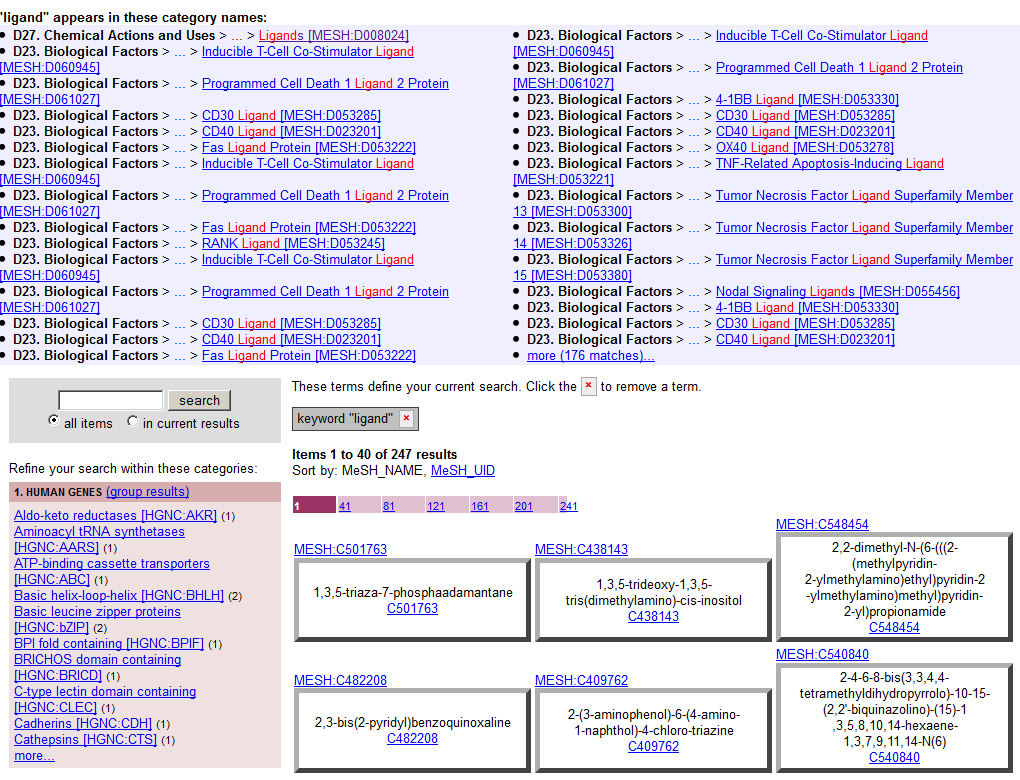 "ligand" appears in these category names:
• D27. Chemical Actions and Uses > ... > Ligands [MESH:D008024]
• D23. Biological Factors > ... > Inducible T-Cell Co-Stimulator Ligand
[MESH:D060945]
• D23. Biological Factors > ... > Programmed Cell Death 1 Ligand 2 Protein
[MESH:D061027]
• D23. Biological Factors > ... > CD30 Ligand [MESH:D053285]
• D23. Biological Factors > ... > CD40 Ligand [MESH:D023201]
• D23. Biological Factors > ... > Fas Ligand Protein [MESH:D053222]
• D23. Biological Factors > ... > Inducible T-Cell Co-Stimulator Ligand
[MESH:D060945]
• D23. Biological Factors > ... > Programmed Cell Death 1 Ligand 2 Protein
[MESH:D061027]
• D23. Biological Factors > ... > Fas Ligand Protein [MESH:D053222]
• D23. Biological Factors > ... > RANK Ligand [MESH:D053245]
• D23. Biological Factors > ... > Inducible T-Cell Co-Stimulator Ligand
[MESH:D060945]
• D23. Biological Factors > ... > Programmed Cell Death 1 Ligand 2 Protein
[MESH:D061027]
• D23. Biological Factors > ... > CD30 Ligand [MESH:D053285]
• D23. Biological Factors > ... > CD40 Ligand [MESH:D023201]
• D23. Biological Factors > ... > Fas Ligand Protein [MESH:D053222]
• D23. Biological Factors > ... > Inducible T-Cell Co-Stimulator Ligand
[MESH:D060945]
• D23. Biological Factors > ... > Programmed Cell Death 1 Ligand 2 Protein
[MESH:D061027]
• D23. Biological Factors > ... > 4-1BB Ligand [MESH:D053330]
• D23. Biological Factors > ... > CD30 Ligand [MESH:D053285]
• D23. Biological Factors > ... > CD40 Ligand [MESH:D023201]
• D23. Biological Factors > ... > OX40 Ligand [MESH:D053278]
• D23. Biological Factors > ... > TNF-Related Apoptosis-Inducing Ligand
[MESH:D053221]
• D23. Biological Factors > ... > Tumor Necrosis Factor Ligand Superfamily Member
13 [MESH:D053300]
• D23. Biological Factors > ... > Tumor Necrosis Factor Ligand Superfamily Member
14 [MESH:D053326]
• D23. Biological Factors > ... > Tumor Necrosis Factor Ligand Superfamily Member
15 [MESH:D053380]
• D23. Biological Factors > ... > Nodal Signaling Ligands [MESH:D055456]
• D23. Biological Factors > ... > 4-1BB Ligand [MESH:D053330]
• D23. Biological Factors > ... > CD30 Ligand [MESH:D053285]
• D23. Biological Factors > ... > CD40 Ligand [MESH:D023201]
• more (176 matches)...
search
all items in current results
Refine your search within these categories:
1. HUMAN GENES (group results)
Aldo-keto reductases [HGNC:AKR] (1)
Aminoacyl tRNA synthetases
[HGNC:AARS] (1)
ATP-binding cassette transporters
[HGNC:ABC] (1)
Basic helix-loop-helix [HGNC:BHLH] (2)
Basic leucine zipper proteins
[HGNC:bZIP] (2)
BPI fold containing [HGNC:BPIF] (1)
BRICHOS domain containing
[HGNC:BRICD] (1)
C-type lectin domain containing
[HGNC:CLEC] (1)
Cadherins [HGNC:CDH] (1)
Cathepsins [HGNC:CTS] (1)
more...
These terms define your current search. Click the × to remove a term.
keyword "ligand" ×
Items 1 to 40 of 247 results
Sort by: MeSH_NAME, MeSH_UID
1 41 81 121 161 201 241
MESH:C501763
1,3,5-triaza-7-phosphaadamantane
C501763
MESH:C438143
1,3,5-trideoxy-1,3,5-
tris(dimethylamino)-cis-inositol
C438143
MESH:C548454
2,2-dimethyl-N-(6-(((2-
(methylpyridin-
2-ylmethylamino)ethyl)pyridin-2
-ylmethylamino)methyl)pyridin-
2-yl)propionamide
C548454
MESH:C482208
2,3-bis(2-pyridyl)benzoquinoxaline
C482208
MESH:C409762
2-(3-aminophenol)-6-(4-amino-
1-naphthol)-4-chloro-triazine
C409762
MESH:C540840
2-4-6-8-bis(3,3,4,4-
tetramethyldihydropyrrolo)-10-15-
(2,2'-biquinazolino)-(15)-1
,3,5,8,10,14-hexaene-
1,3,7,9,11,14-N(6)
C540840